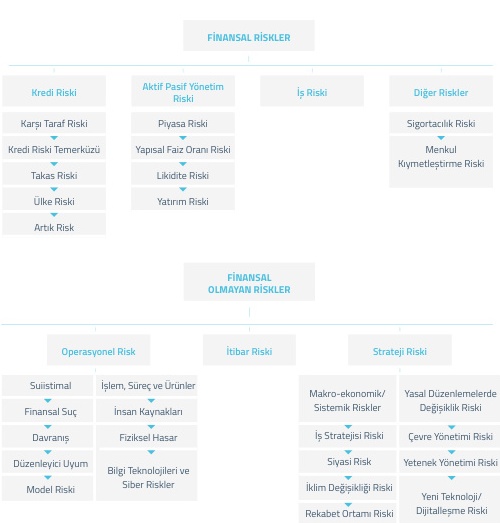 FİNANSAL RİSKLER
Kredi Riski
Karşı Taraf Riski
Kredi Riski Temerküzü
Takas Riski
Ülke Riski
Artık Risk
Aktif Pasif Yönetim
Riski
Piyasa Riski
Yapısal Faiz Oranı Riski
Likidite Riski
Yatırım Riski
İş Riski
Diğer Riskler
Sigortacılık Riski
Menkul
Kıymetleştirme Riski
FİNANSAL
OLMAYAN RİSKLER
Operasyonel Risk
Suiistimal
Finansal Suç
Davranış
Düzenleyici Uyum
Model Riski
İşlem, Süreç ve Ürünler
İnsan Kaynakları
Fiziksel Hasar
Bilgi Teknolojileri ve
Siber Riskler
İtibar Riski
Strateji Riski
Makro-ekonomik/
Sistemik Riskler
İş Stratejisi Riski
Siyasi Risk
İklim Değişikliği Riski
Rekabet Ortamı Riski
Yasal Düzenlemelerde
Değişiklik Riski
Çevre Yönetimi Riski
Yetenek Yönetimi Riski
Yeni Teknoloji/
Dijitalleşme Riski